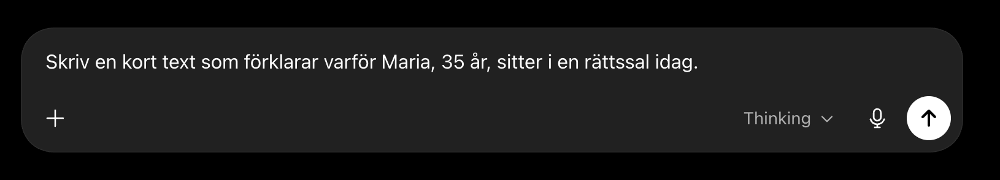 Skriv en kort text som förklarar varför Maria, 35 år, sitter i en rättssal idag.
Thinking